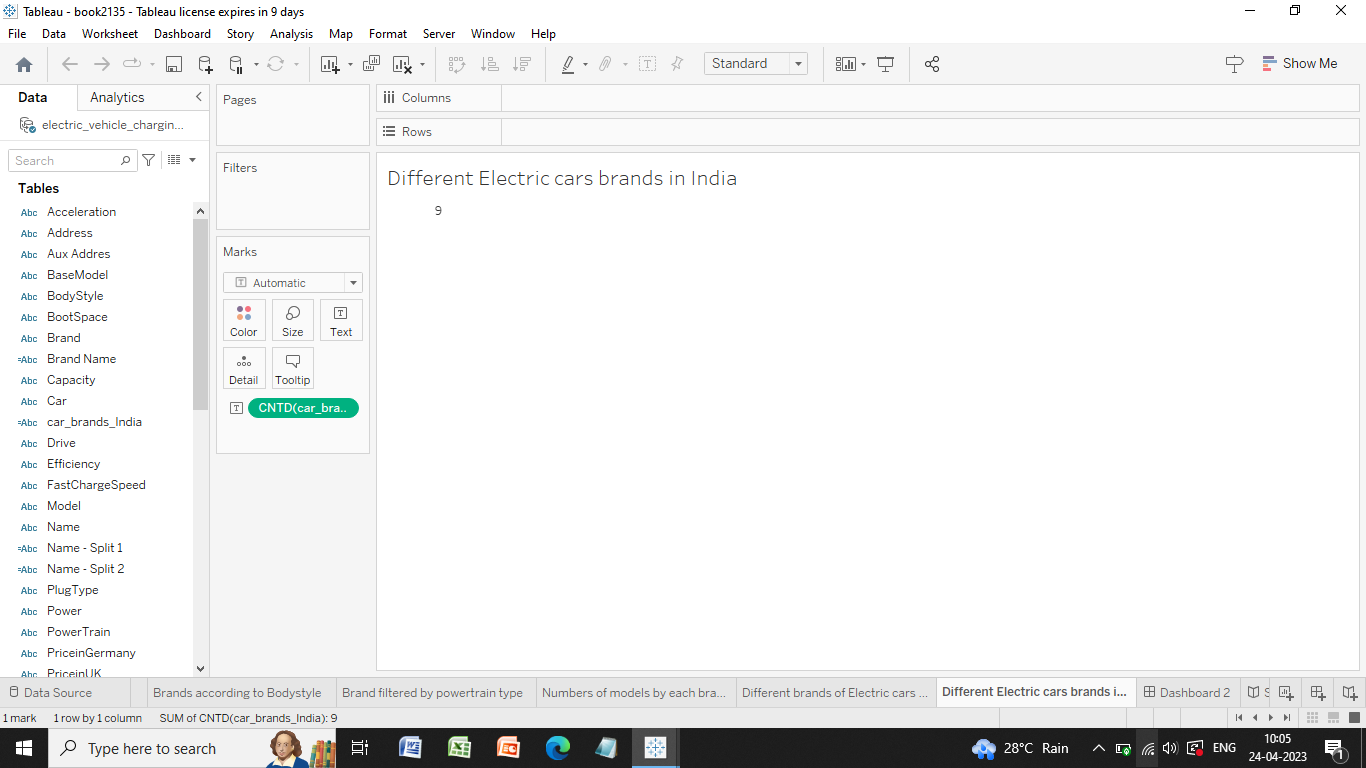 Tableau - book2135 - Tableau license expires in 9 days
File Data Worksheet Dashboard Story Analysis Map Format Server Window Help
Standard
Show Me
Data Analytics
electric_vehicle_chargin...
Search
Tables
Abc Acceleration
Abc Address
Abc Aux Addres
Abc BaseModel
Abc BodyStyle
Abc BootSpace
Abc Brand
=Abc Brand Name
Abc Capacity
Abc Car
=Abc car_brands_India
Abc Drive
Abc Efficiency
Abc FastChargeSpeed
Abc Model
Abc Name
=Abc Name - Split 1
=Abc Name - Split 2
Abc PlugType
Abc Power
Abc PowerTrain
Abc PriceinGermany
Abc PriceinUK
Pages
Filters
Marks
T Automatic
Color Size Text
Detail Tooltip
T CNTD(car_bra..
Columns
Rows
Different Electric cars brands in India
9
Data Source Brands according to Bodystyle Brand filtered by powertrain type Numbers of models by each bra... Different brands of Electric cars ... Different Electric cars brands i... Dashboard 2 S
1 mark 1 row by 1 column SUM of CNTD(car_brands_India): 9
Type here to search
28°C Rain
ENG
10:05
24-04-2023
1